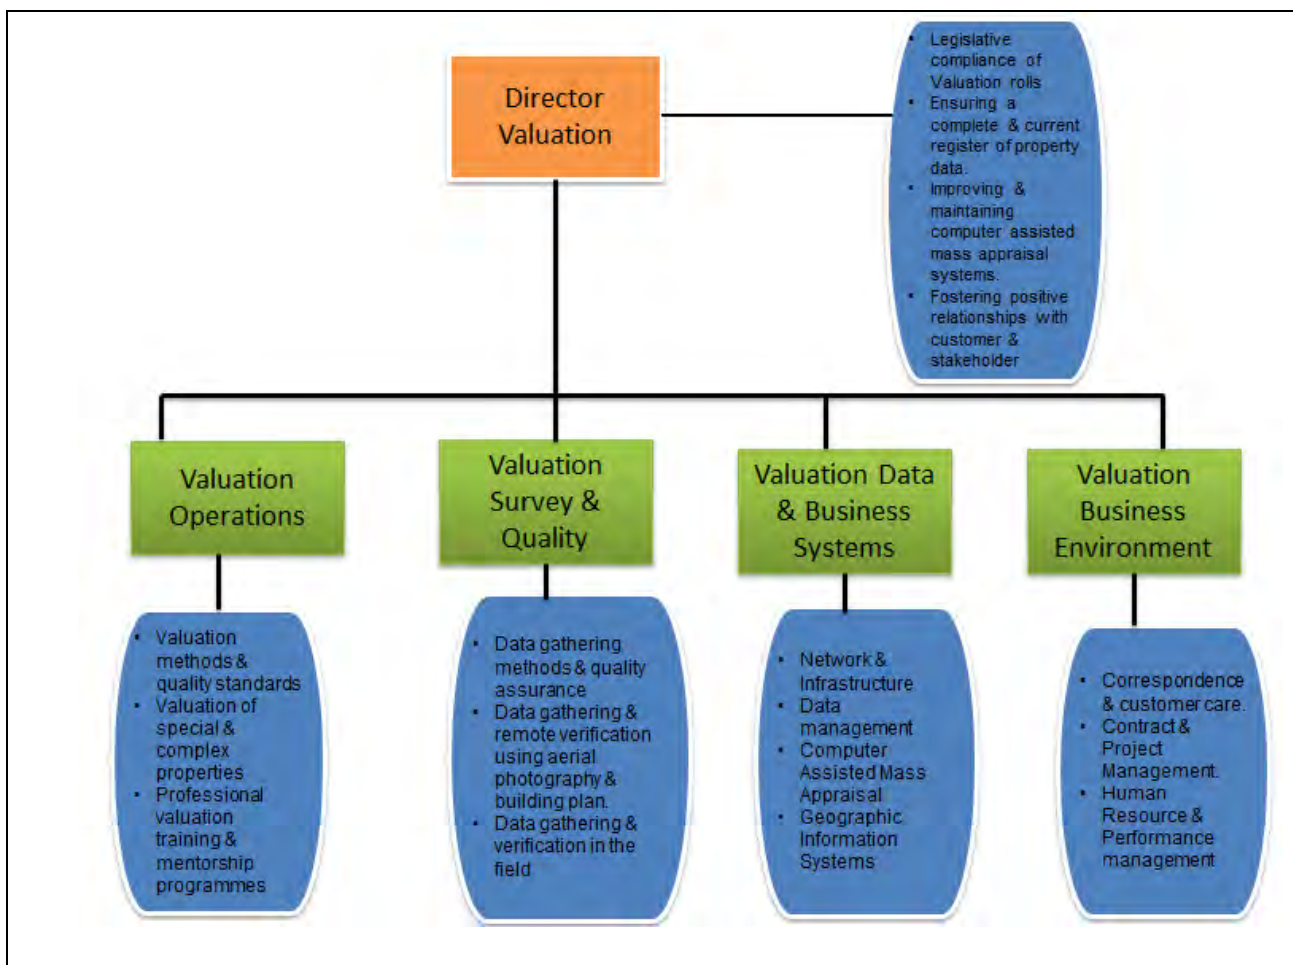 Director
Valuation
• Legislative
compliance of
Valuation rolls
• Ensuring a
complete & current
register of property
data.
• Improving &
maintaining
computer assisted
mass appraisal
systems.
• Fostering positive
relationships with
customer &
stakeholder
Valuation
Operations
Valuation
Survey &
Quality
Valuation Data
& Business
Systems
Valuation
Business
Environment
• Valuation
methods &
quality standards
• Valuation of
special &
complex
properties
• Professional
valuation
training &
mentorship
programmes
• Data gathering
methods & quality
assurance
• Data gathering &
remote verification
using aerial
photography &
building plan.
• Data gathering &
verification in the
field
• Network &
Infrastructure
• Data
management
• Computer
Assisted Mass
Appraisal
• Geographic
Information
Systems
• Correspondence
& customer care.
• Contract &
Project
Management.
• Human
Resource &
Performance
management